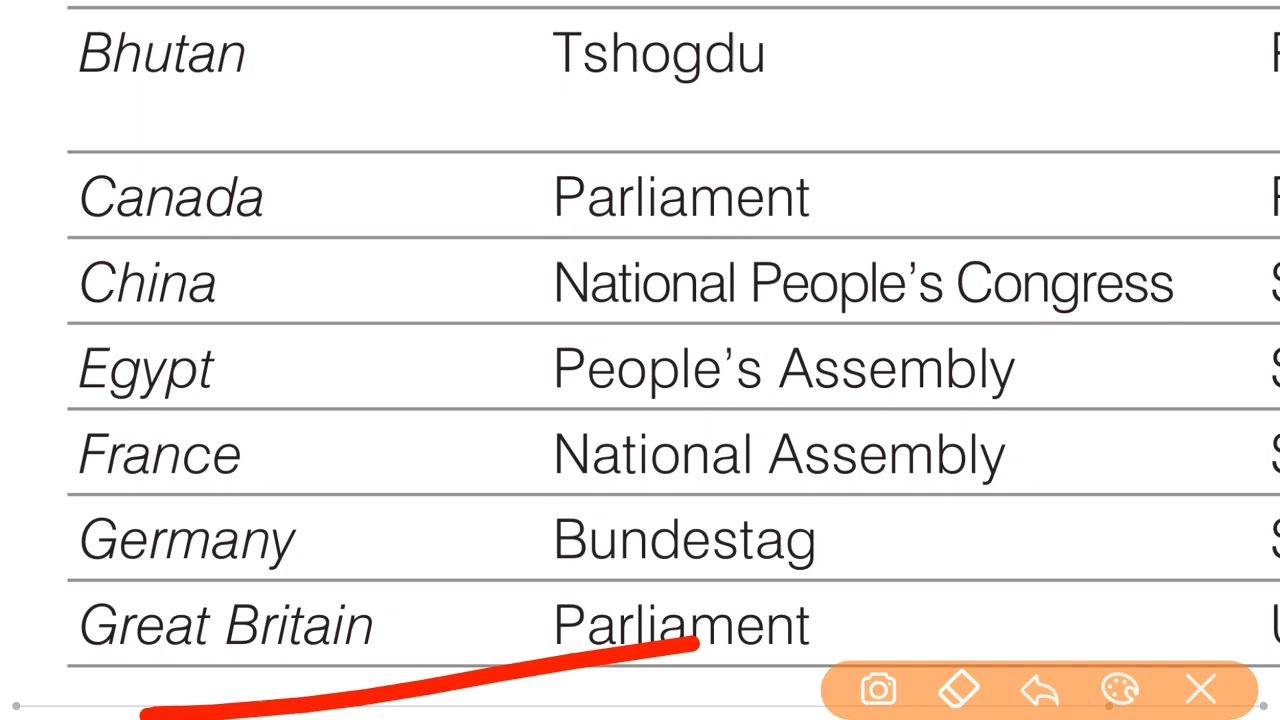 Bhutan Tshogdu
Canada Parliament
China National People’s Congress
Egypt People’s Assembly
France National Assembly
Germany Bundestag
Great Britain Parliament